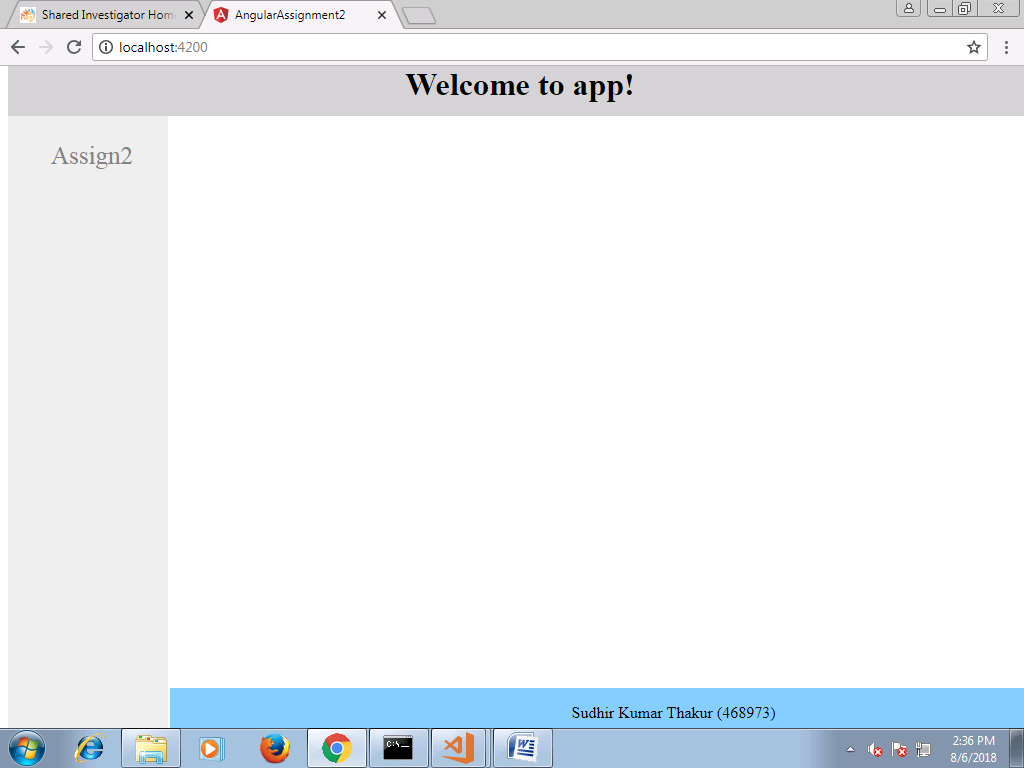 Shared Investigator Hom
AngularAssignment2
localhost:4200
Welcome to app!
Assign2
Sudhir Kumar Thakur (468973)
C:\._
2:36 PM
8/6/2018